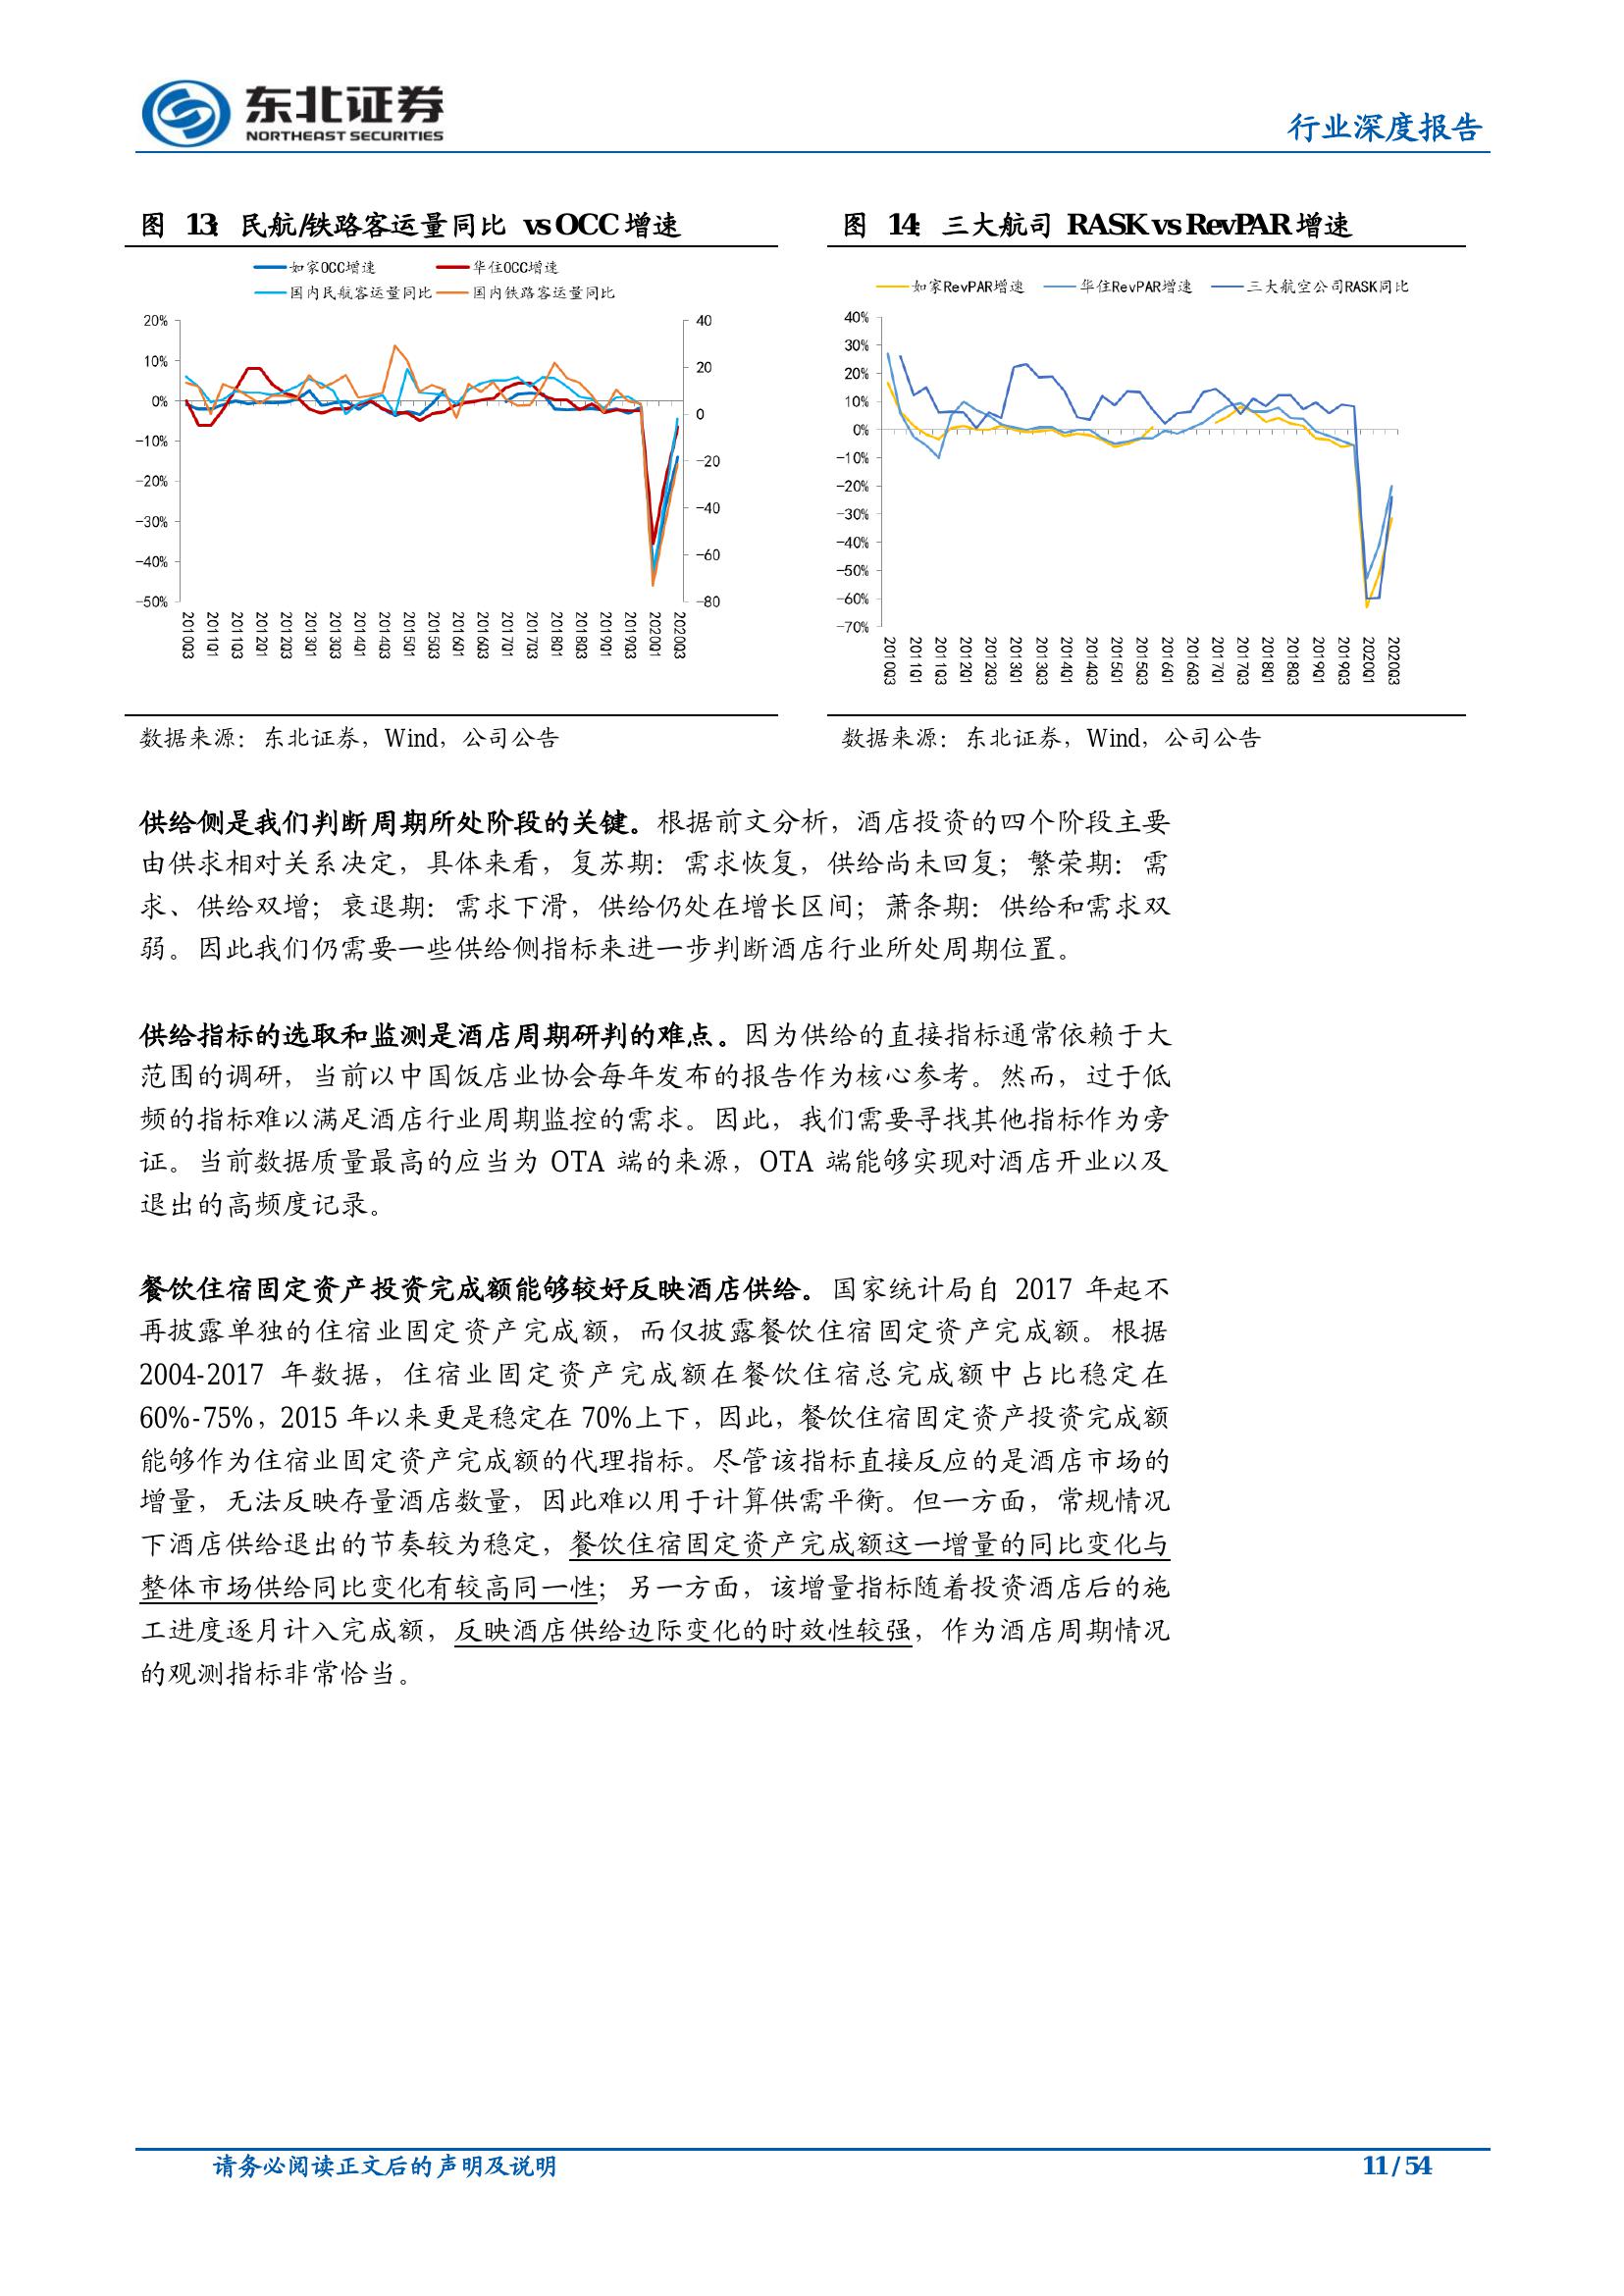 东北证券
NORTHEAST SECURITIES
行业深度报告
图 13：民航/铁路客运量同比 vs OCC 增速
如家OCC增速 华住OCC增速
国内民航客运量同比 国内铁路客运量同比
20% 40
10% 20
0% 0
-10%
-20% -20
-30% -40
-40% -60
-50% -80
2010Q3 2011Q1 2011Q3 2012Q1 2012Q3 2013Q1 2013Q3 2014Q1 2014Q3 2015Q1 2015Q3 2016Q1 2016Q3 2017Q1 2017Q3 2018Q1 2018Q3 2019Q1 2019Q3 2020Q1 2020Q3
数据来源：东北证券，Wind，公司公告
图 14：三大航司 RASK vs RevPAR 增速
如家RevPAR增速 华住RevPAR增速 三大航空公司RASK同比
40%
30%
20%
10%
0%
-10%
-20%
-30%
-40%
-50%
-60%
-70%
2010Q3 2011Q1 2011Q3 2012Q1 2012Q3 2013Q1 2013Q3 2014Q1 2014Q3 2015Q1 2015Q3 2016Q1 2016Q3 2017Q1 2017Q3 2018Q1 2018Q3 2019Q1 2019Q3 2020Q1 2020Q3
数据来源：东北证券，Wind，公司公告
供给侧是我们判断周期所处阶段的关键。根据前文分析，酒店投资的四个阶段主要
由供求相对关系决定，具体来看，复苏期：需求恢复，供给尚未回复；繁荣期：需
求、供给双增；衰退期：需求下滑，供给仍处在增长区间；萧条期：供给和需求双
弱。因此我们仍需要一些供给侧指标来进一步判断酒店行业所处周期位置。
供给指标的选取和监测是酒店周期研判的难点。因为供给的直接指标通常依赖于大
范围的调研，当前以中国饭店业协会每年发布的报告作为核心参考。然而，过于低
频的指标难以满足酒店行业周期监控的需求。因此，我们需要寻找其他指标作为旁
证。当前数据质量最高的应当为 OTA 端的来源，OTA 端能够实现对酒店开业以及
退出的高频度记录。
餐饮住宿固定资产投资完成额能够较好反映酒店供给。国家统计局自 2017 年起不
再披露单独的住宿业固定资产完成额，而仅披露餐饮住宿固定资产完成额。根据
2004-2017 年数据，住宿业固定资产完成额在餐饮住宿总完成额中占比稳定在
60%-75%，2015 年以来更是稳定在 70%上下，因此，餐饮住宿固定资产投资完成额
能够作为住宿业固定资产完成额的代理指标。尽管该指标直接反应的是酒店市场的
增量，无法反映存量酒店数量，因此难以用于计算供需平衡。但一方面，常规情况
下酒店供给退出的节奏较为稳定，餐饮住宿固定资产完成额这一增量的同比变化与
整体市场供给同比变化有较高同一性；另一方面，该增量指标随着投资酒店后的施
工进度逐月计入完成额，反映酒店供给边际变化的时效性较强，作为酒店周期情况
的观测指标非常恰当。
请务必阅读正文后的声明及说明
11 / 54